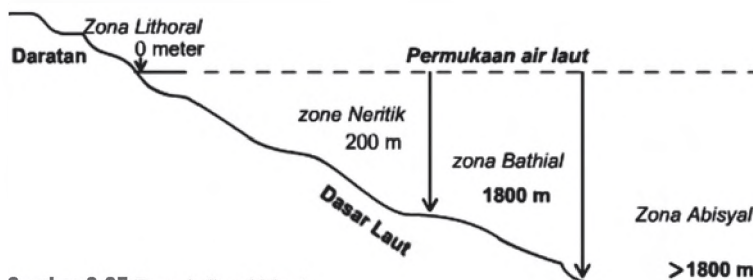 Zona Lithoral
0 meter
Daratan
Permukaan air laut
zone Neritik
200 m
zona Bathial
1800 m
Dasar Laut
Zona Abisyal
>1800 m